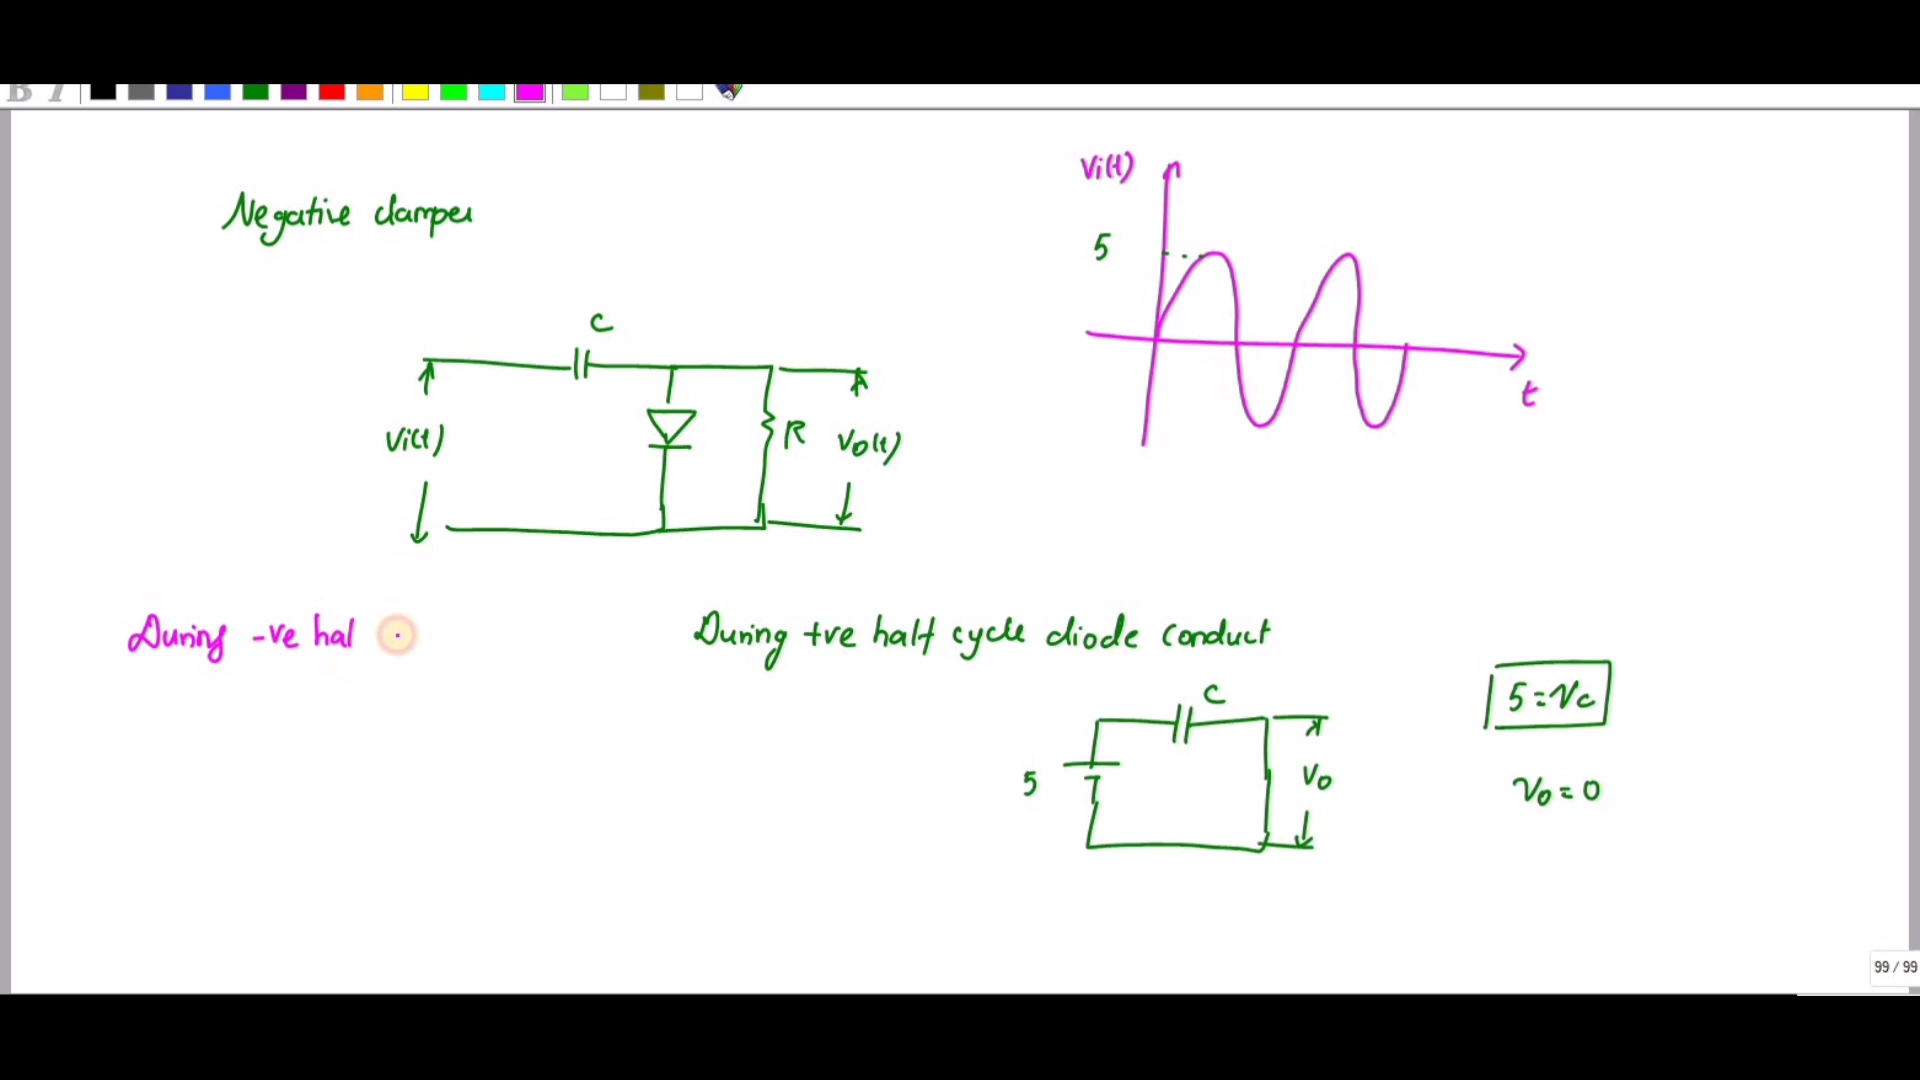 B I
Vi(t)
Negative clamper
5
C
t
Vi(t)
R
Vo(t)
During -ve hal
During +ve half cycle diode conduct
C
5 = Vc
5
Vo
Vo = 0
99 / 99